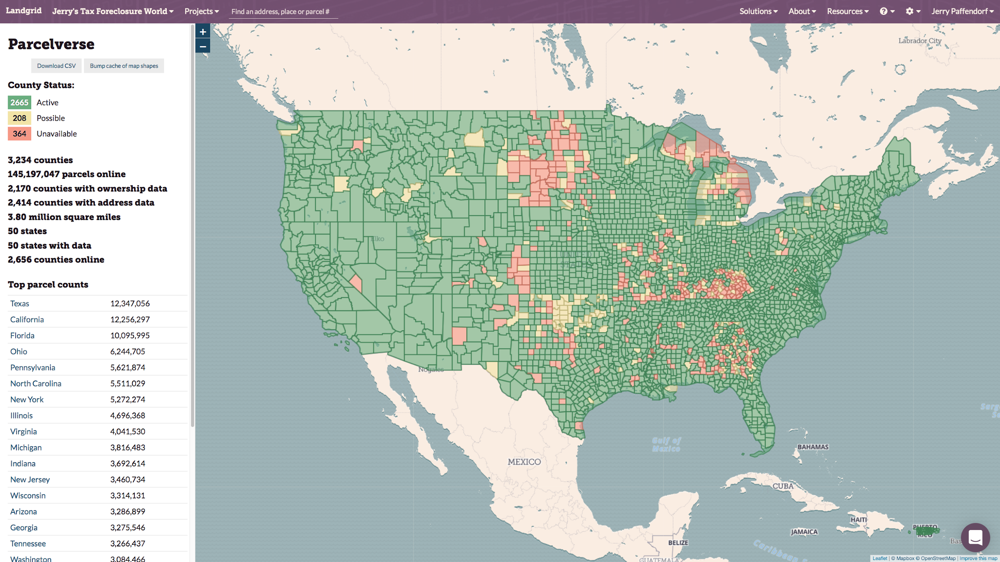 Landgrid Jerry's Tax Foreclosure World Projects Find an address, place or parcel # Solutions About Resources ? Jerry Paffendorf
Parcelverse
Download CSV Bump cache of map shapes
County Status:
2665 Active
208 Possible
364 Unavailable
3,234 counties
145,197,047 parcels online
2,170 counties with ownership data
2,414 counties with address data
3.80 million square miles
50 states
50 states with data
2,656 counties online
Top parcel counts
Texas 12,347,056
California 12,256,297
Florida 10,095,995
Ohio 6,244,705
Pennsylvania 5,621,874
North Carolina 5,511,029
New York 5,272,274
Illinois 4,696,368
Virginia 4,041,530
Michigan 3,816,483
Indiana 3,692,614
New Jersey 3,460,734
Wisconsin 3,314,131
Arizona 3,286,899
Georgia 3,275,546
Tennessee 3,266,437
Washington 3,084,466
+
−
Labrador City
Elko
UNITED
STATES
Nogales
Gulf of
Mexico
BAHAMAS
MEXICO
CUBA
HAITI
PUERTO
RICO
JAMAICA
BELIZE
GUATEMALA
Caribbean
Leaflet | © Mapbox © OpenStreetMap | Improve this map